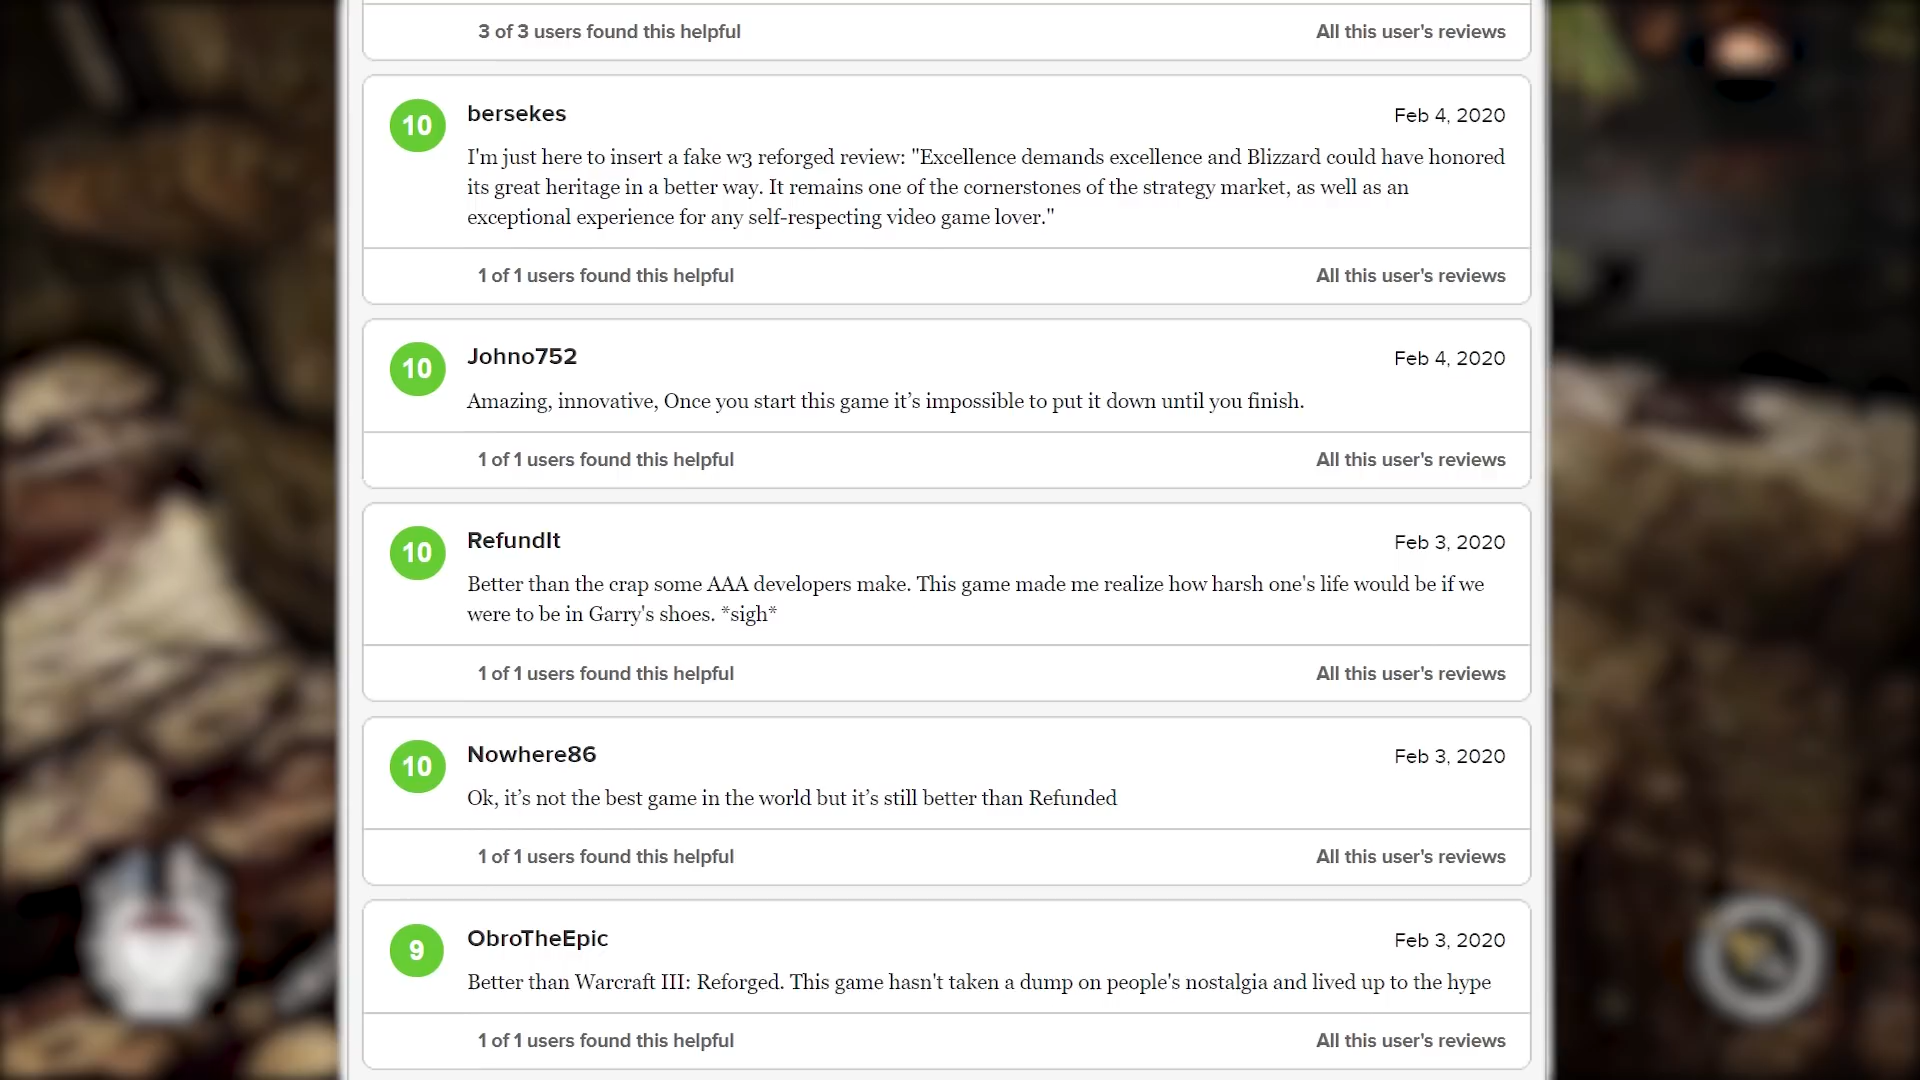 3 of 3 users found this helpful
All this user's reviews
10
bersekes
Feb 4, 2020
I'm just here to insert a fake w3 reforged review: "Excellence demands excellence and Blizzard could have honored
its great heritage in a better way. It remains one of the cornerstones of the strategy market, as well as an
exceptional experience for any self-respecting video game lover."
1 of 1 users found this helpful
All this user's reviews
10
Johno752
Feb 4, 2020
Amazing, innovative, Once you start this game it’s impossible to put it down until you finish.
1 of 1 users found this helpful
All this user's reviews
10
RefundIt
Feb 3, 2020
Better than the crap some AAA developers make. This game made me realize how harsh one's life would be if we
were to be in Garry's shoes. *sigh*
1 of 1 users found this helpful
All this user's reviews
10
Nowhere86
Feb 3, 2020
Ok, it’s not the best game in the world but it’s still better than Refunded
1 of 1 users found this helpful
All this user's reviews
9
ObroTheEpic
Feb 3, 2020
Better than Warcraft III: Reforged. This game hasn't taken a dump on people's nostalgia and lived up to the hype
1 of 1 users found this helpful
All this user's reviews